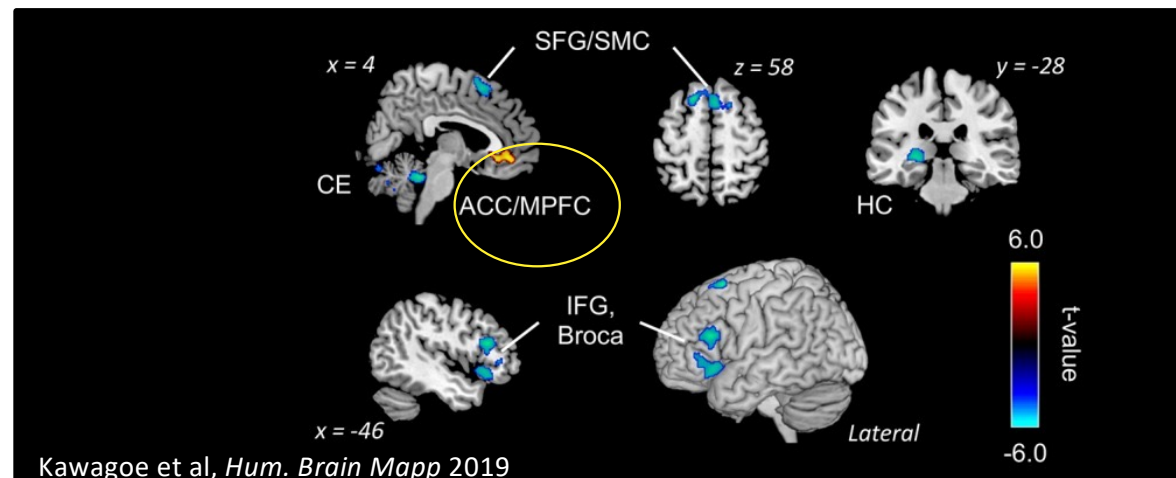 SFG/SMC
x = 4
z = 58
y = -28
CE
ACC/MPFC
HC
6.0
IFG,
Broca
t-value
x = -46
Lateral
-6.0
Kawagoe et al, Hum. Brain Mapp 2019